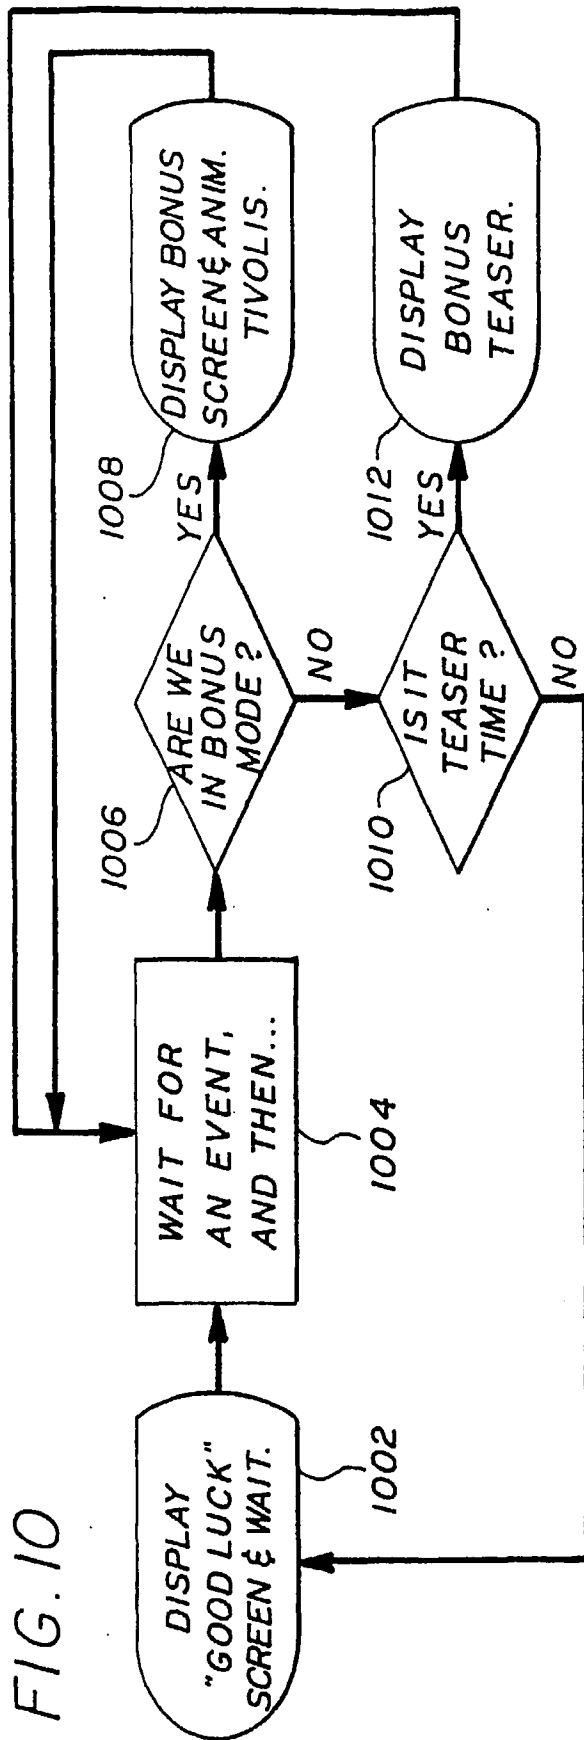 FIG. 10
DISPLAY
"GOOD LUCK"
SCREEN & WAIT.
1002
WAIT FOR
AN EVENT,
AND THEN...
1004
1006
ARE WE
IN BONUS
MODE?
YES
NO
1008
DISPLAY BONUS
SCREEN & ANIM.
TIVOLIS.
1010
IS IT
TEASER
TIME?
YES
NO
1012
DISPLAY
BONUS
TEASER.